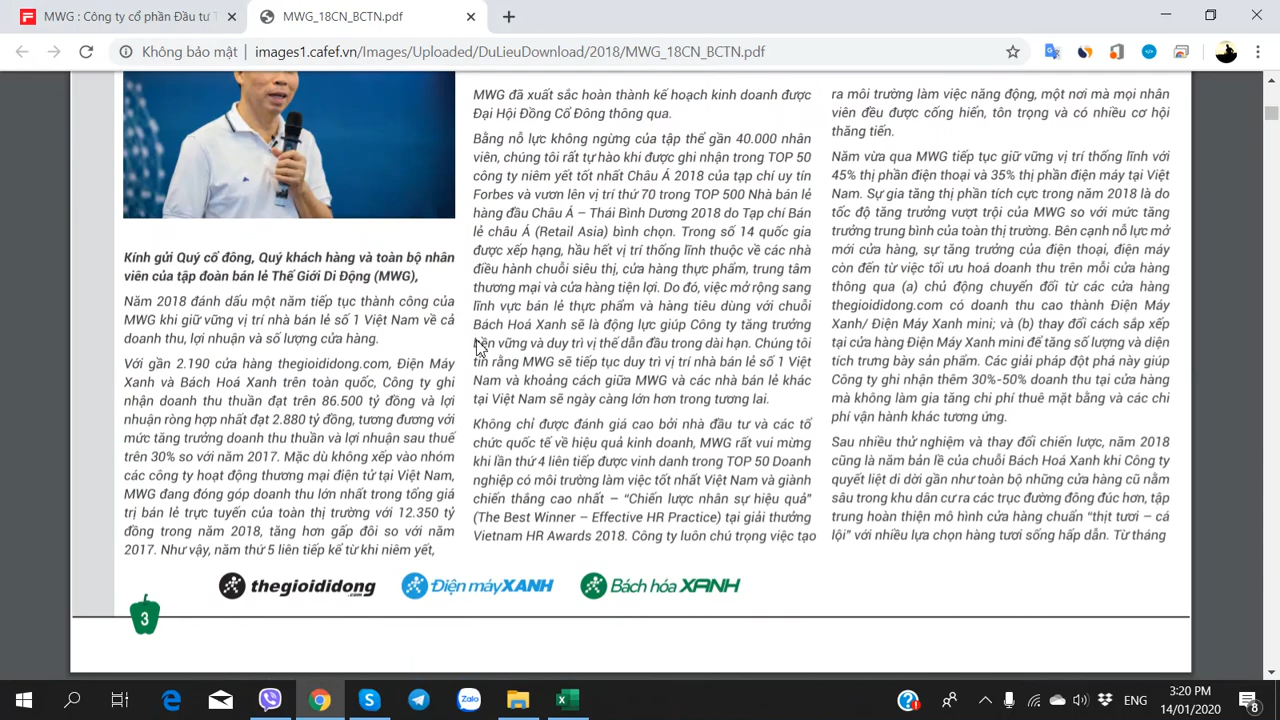 MWG : Công ty cổ phần Đầu tư T
MWG_18CN_BCTN.pdf
Không bảo mật
images1.cafef.vn/Images/Uploaded/DuLieuDownload/2018/MWG_18CN_BCTN.pdf
Kính gửi Quý cổ đông, Quý khách hàng và toàn bộ nhân
viên của tập đoàn bán lẻ Thế Giới Di Động (MWG),
Năm 2018 đánh dấu một năm tiếp tục thành công của
MWG khi giữ vững vị trí nhà bán lẻ số 1 Việt Nam về cả
doanh thu, lợi nhuận và số lượng cửa hàng.
Với gần 2.190 cửa hàng thegioididong.com, Điện Máy
Xanh và Bách Hoá Xanh trên toàn quốc, Công ty ghi
nhận doanh thu thuần đạt trên 86.500 tỷ đồng và lợi
nhuận ròng hợp nhất đạt 2.880 tỷ đồng, tương đương với
mức tăng trưởng doanh thu thuần và lợi nhuận sau thuế
trên 30% so với năm 2017. Mặc dù không xếp vào nhóm
các công ty hoạt động thương mại điện tử tại Việt Nam,
MWG đang đóng góp doanh thu lớn nhất trong tổng giá
trị bán lẻ trực tuyến của toàn thị trường với 12.350 tỷ
đồng trong năm 2018, tăng hơn gấp đôi so với năm
2017. Như vậy, năm thứ 5 liên tiếp kể từ khi niêm yết,
MWG đã xuất sắc hoàn thành kế hoạch kinh doanh được
Đại Hội Đồng Cổ Đông thông qua.
Bằng nỗ lực không ngừng của tập thể gần 40.000 nhân
viên, chúng tôi rất tự hào khi được ghi nhận trong TOP 50
công ty niêm yết tốt nhất Châu Á 2018 của tạp chí uy tín
Forbes và vươn lên vị trí thứ 70 trong TOP 500 Nhà bán lẻ
hàng đầu Châu Á – Thái Bình Dương 2018 do Tạp chí Bán
lẻ châu Á (Retail Asia) bình chọn. Trong số 14 quốc gia
được xếp hạng, hầu hết vị trí thống lĩnh thuộc về các nhà
điều hành chuỗi siêu thị, cửa hàng thực phẩm, trung tâm
thương mại và cửa hàng tiện lợi. Do đó, việc mở rộng sang
lĩnh vực bán lẻ thực phẩm và hàng tiêu dùng với chuỗi
Bách Hoá Xanh sẽ là động lực giúp Công ty tăng trưởng
bền vững và duy trì vị thế dẫn đầu trong dài hạn. Chúng tôi
tin rằng MWG sẽ tiếp tục duy trì vị trí nhà bán lẻ số 1 Việt
Nam và khoảng cách giữa MWG và các nhà bán lẻ khác
tại Việt Nam sẽ ngày càng lớn hơn trong tương lai.
Không chỉ được đánh giá cao bởi nhà đầu tư và các tổ
chức quốc tế về hiệu quả kinh doanh, MWG rất vui mừng
khi lần thứ 4 liên tiếp được vinh danh trong TOP 50 Doanh
nghiệp có môi trường làm việc tốt nhất Việt Nam và giành
chiến thắng cao nhất – “Chiến lược nhân sự hiệu quả”
(The Best Winner – Effective HR Practice) tại giải thưởng
Vietnam HR Awards 2018. Công ty luôn chú trọng việc tạo
ra môi trường làm việc năng động, một nơi mà mọi nhân
viên đều được cống hiến, tôn trọng và có nhiều cơ hội
thăng tiến.
Năm vừa qua MWG tiếp tục giữ vững vị trí thống lĩnh với
45% thị phần điện thoại và 35% thị phần điện máy tại Việt
Nam. Sự gia tăng thị phần tích cực trong năm 2018 là do
tốc độ tăng trưởng vượt trội của MWG so với mức tăng
trưởng trung bình của toàn thị trường. Bên cạnh nỗ lực mở
mới cửa hàng, sự tăng trưởng của điện thoại, điện máy
còn đến từ việc tối ưu hoá doanh thu trên mỗi cửa hàng
thông qua (a) chủ động chuyển đổi từ các cửa hàng
thegioididong.com có doanh thu cao thành Điện Máy
Xanh/ Điện Máy Xanh mini; và (b) thay đổi cách sắp xếp
tại cửa hàng Điện Máy Xanh mini để tăng số lượng và diện
tích trưng bày sản phẩm. Các giải pháp đột phá này giúp
Công ty ghi nhận thêm 30%-50% doanh thu tại cửa hàng
mà không làm gia tăng chi phí thuê mặt bằng và các chi
phí vận hành khác tương ứng.
Sau nhiều thử nghiệm và thay đổi chiến lược, năm 2018
cũng là năm bản lề của chuỗi Bách Hoá Xanh khi Công ty
quyết liệt di dời gần như toàn bộ những cửa hàng cũ nằm
sâu trong khu dân cư ra các trục đường đông đúc hơn, tập
trung hoàn thiện mô hình cửa hàng chuẩn “thịt tươi – cá
lội” với nhiều lựa chọn hàng tươi sống hấp dẫn. Từ tháng
thegioididong.com
Điện máy XANH
Bách hóa XANH
3
Zalo
ENG
3:20 PM
14/01/2020
8